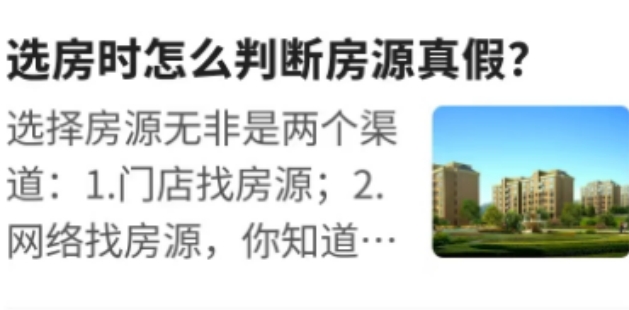 选房时怎么判断房源真假？
选择房源无非是两个渠
道：1.门店找房源；2.
网络找房源，你知道…